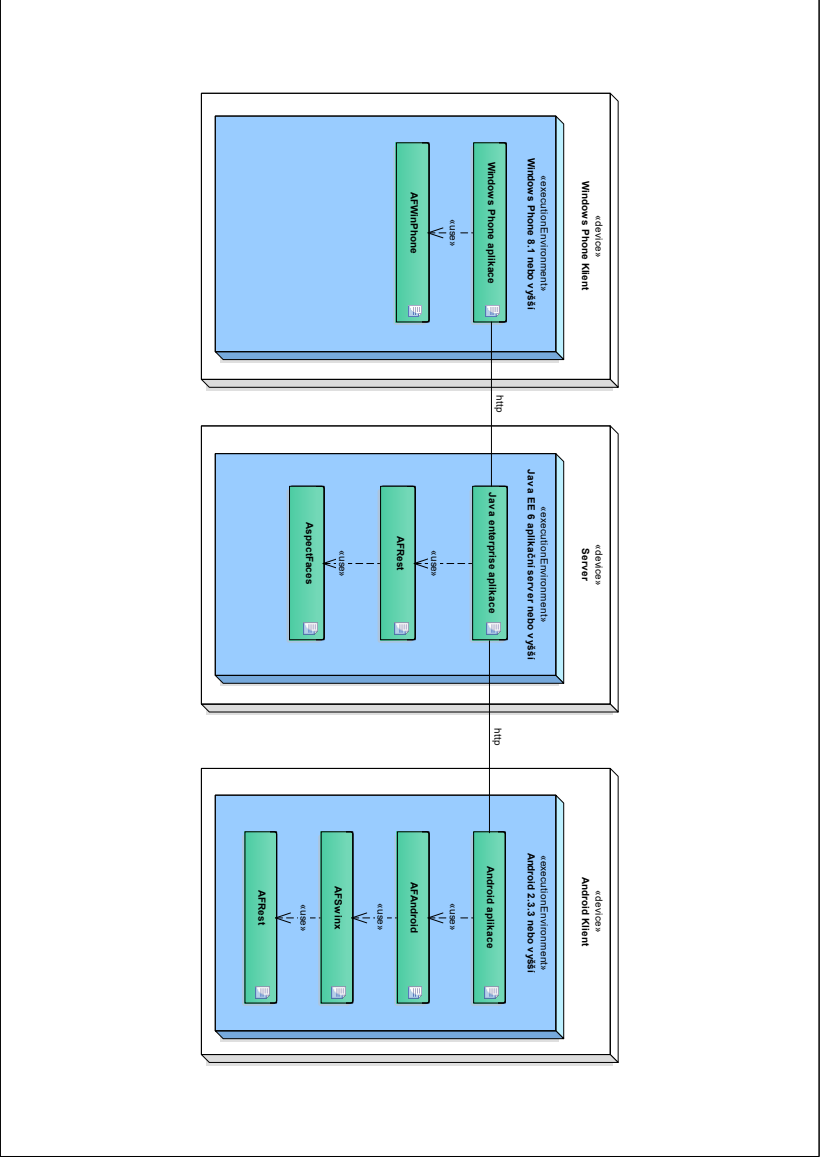 «device»
Windows Phone Klient
«executionEnvironment»
Windows Phone 8.1 nebo vyšší
Windows Phone aplikace
«use»
AFWinPhone
http
«device»
Server
«executionEnvironment»
Java EE 6 aplikační server nebo vyšší
Java enterprise aplikace
«use»
AFRest
«use»
AspectFaces
http
«device»
Android Klient
«executionEnvironment»
Android 2.3.3 nebo vyšší
Android aplikace
«use»
AFAndroid
«use»
AFSwinx
«use»
AFRest